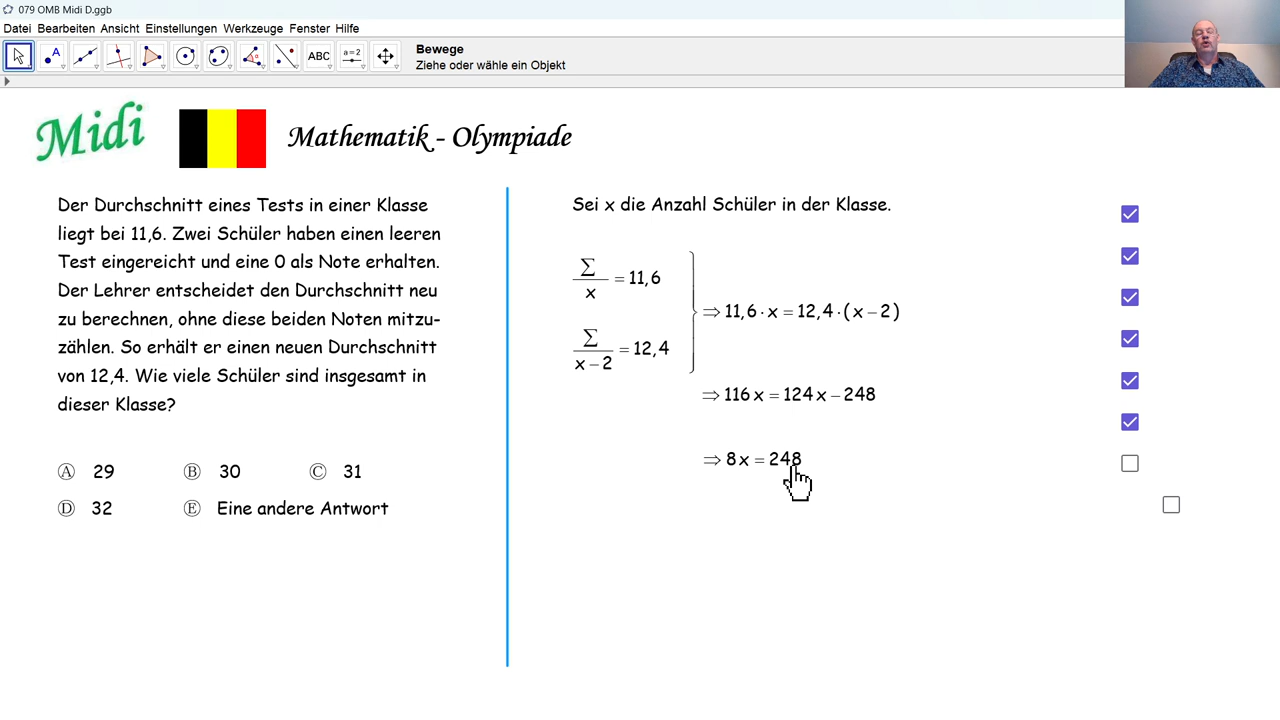 079 OMB Midi D.ggb
Datei Bearbeiten Ansicht Einstellungen Werkzeuge Fenster Hilfe
A ABC a=2
Bewege
Ziehe oder wähle ein Objekt
Midi
Mathematik - Olympiade
Der Durchschnitt eines Tests in einer Klasse
liegt bei 11,6. Zwei Schüler haben einen leeren
Test eingereicht und eine 0 als Note erhalten.
Der Lehrer entscheidet den Durchschnitt neu
zu berechnen, ohne diese beiden Noten mitzu-
zählen. So erhält er einen neuen Durchschnitt
von 12,4. Wie viele Schüler sind insgesamt in
dieser Klasse?
Ⓐ 29 Ⓑ 30 Ⓒ 31
Ⓓ 32 Ⓔ Eine andere Antwort
Sei x die Anzahl Schüler in der Klasse.
∑/x = 11,6
∑/(x−2) = 12,4
⇒ 11,6·x = 12,4·(x−2)
⇒ 116x = 124x − 248
⇒ 8x = 248